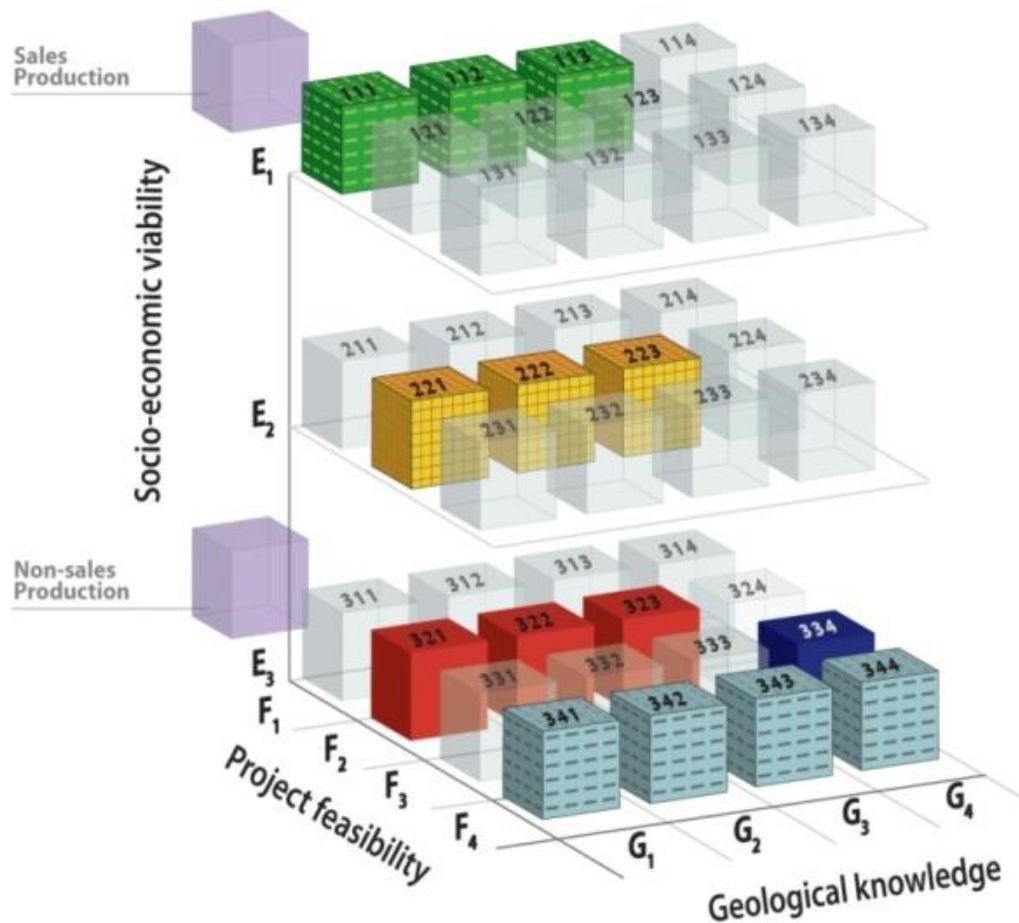 Sales
Production
111
112
113
114
121
122
123
124
131
132
133
134
E1
Socio-economic viability
211
212
213
214
221
222
223
224
231
232
233
234
E2
Non-sales
Production
311
312
313
314
321
322
323
324
331
332
333
334
341
342
343
344
E3
F1
F2
F3
F4
Project feasibility
G1
G2
G3
G4
Geological knowledge